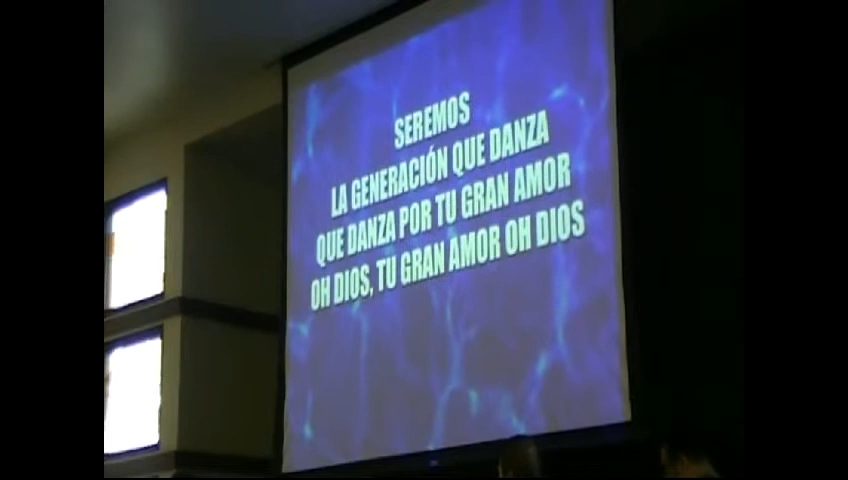 SEREMOS
LA GENERACIÓN QUE DANZA
QUE DANZA POR TU GRAN AMOR
OH DIOS, TU GRAN AMOR OH DIOS